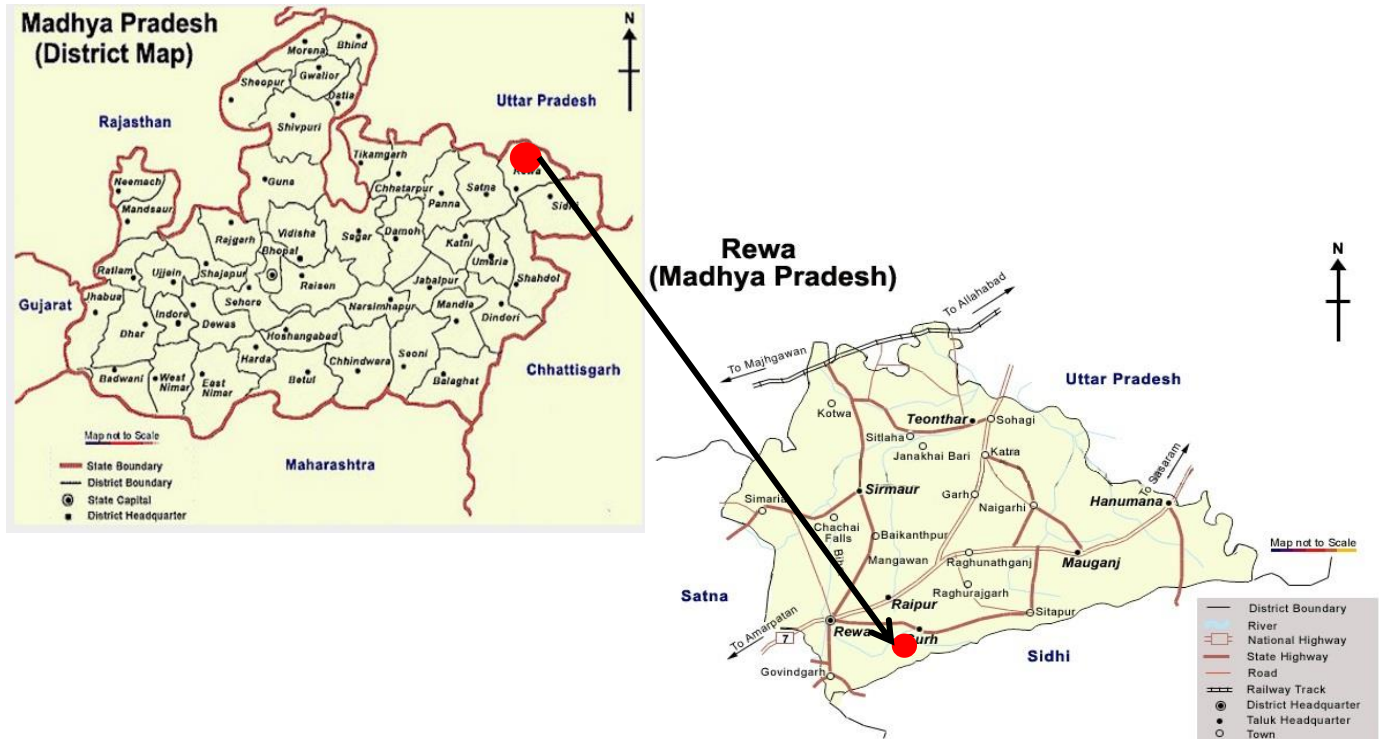 Madhya Pradesh
(District Map)
N
Morena
Bhind
Gwalior
Sheopur
Datia
Uttar Pradesh
Rajasthan
Shivpuri
Tikamgarh
Neemach
Guna
Chhatarpur
Satna
Panna
Sidhi
Mandsaur
Vidisha
Sagar
Damoh
Rajgarh
Katni
Bhopal
Umaria
Ratlam
Ujjain
Shajapur
Raisen
Jabalpur
Shahdol
Gujarat
Jhabua
Sehore
Narsimhapur
Mandla
Indore
Dewas
Dindori
Dhar
Hoshangabad
Harda
Chhindwara
Seoni
Chhattisgarh
Badwani
West
Nimar
East
Nimar
Betul
Balaghat
Map not to Scale
Maharashtra
State Boundary
District Boundary
State Capital
District Headquarter
Rewa
(Madhya Pradesh)
N
To Allahabad
To Majhgawan
Uttar Pradesh
Kotwa
Teonthar
Sohagi
Sitlaha
Janakhai Bari
Katra
To Sasaram
Simaria
Sirmaur
Garh
Naigarhi
Hanumana
Chachai
Falls
Baikanthpur
Map not to Scale
Mangawan
Raghunathganj
Mauganj
Satna
Raghurajgarh
Raipur
Sitapur
To Amarpatan
7
Rewa
urh
Sidhi
Govindgarh
District Boundary
River
National Highway
State Highway
Road
Railway Track
District Headquarter
Taluk Headquarter
Town